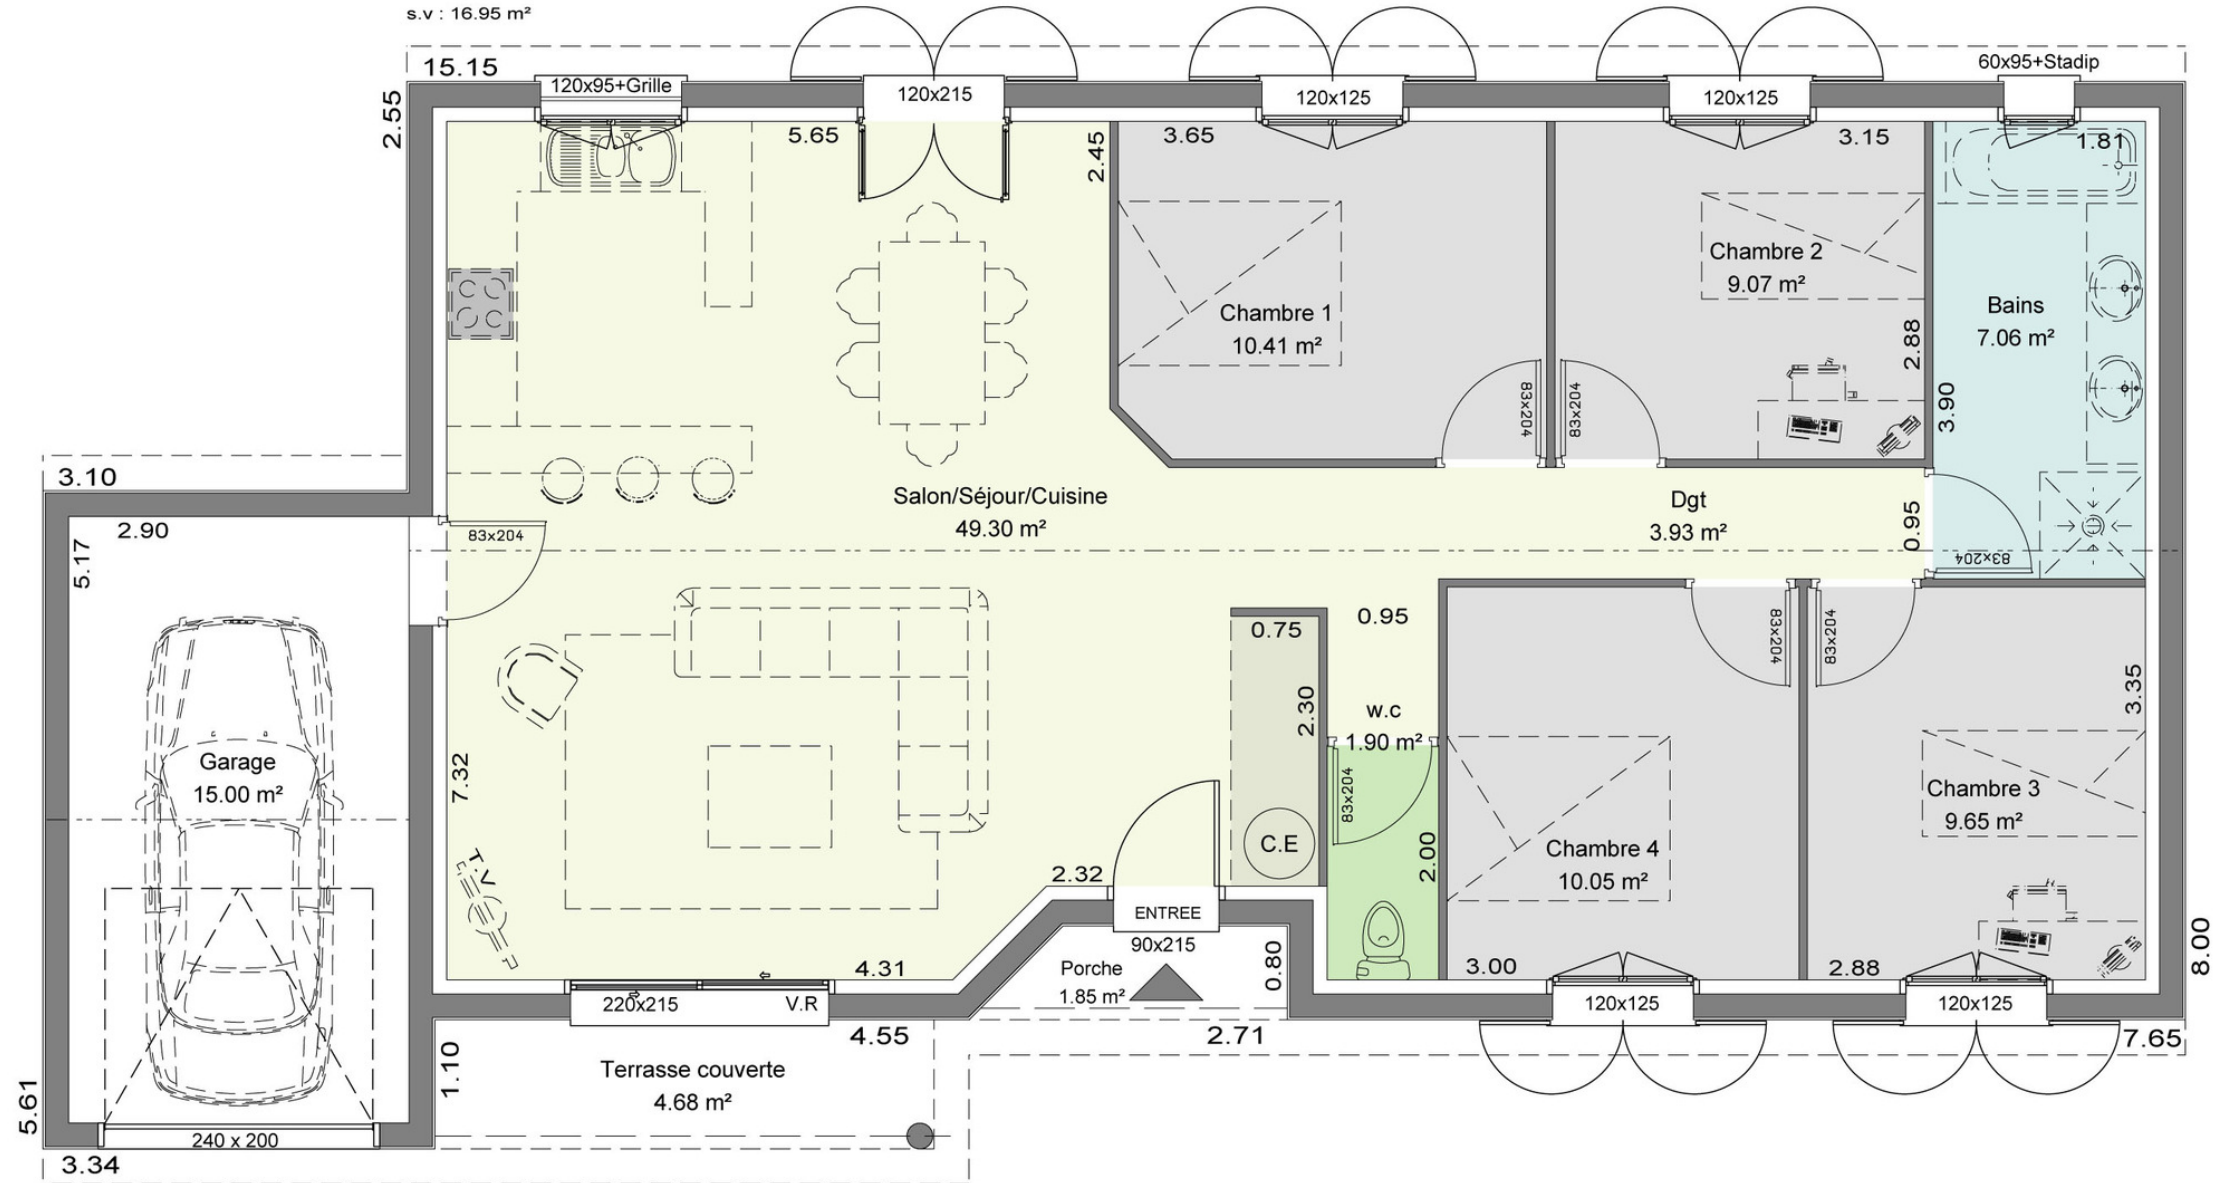 s.v : 16.95 m²
15.15
120x95+Grille
120x215
120x125
120x125
60x95+Stadip
2.55
5.65
2.45
3.65
3.15
1.81
Chambre 1
10.41 m²
Chambre 2
9.07 m²
2.88
Bains
7.06 m²
3.90
83x204
83x204
3.10
2.90
5.17
83x204
Salon/Séjour/Cuisine
49.30 m²
Dgt
3.93 m²
0.95
83x204
0.75
0.95
2.30
83x204
83x204
3.35
w.c
1.90 m²
83x204
2.00
Garage
15.00 m²
7.32
T.V
C.E
2.32
Chambre 4
10.05 m²
Chambre 3
9.65 m²
ENTREE
90x215
Porche
1.85 m²
0.80
4.31
3.00
2.88
8.00
220x215
V.R
120x125
120x125
4.55
2.71
7.65
1.10
Terrasse couverte
4.68 m²
5.61
240 x 200
3.34